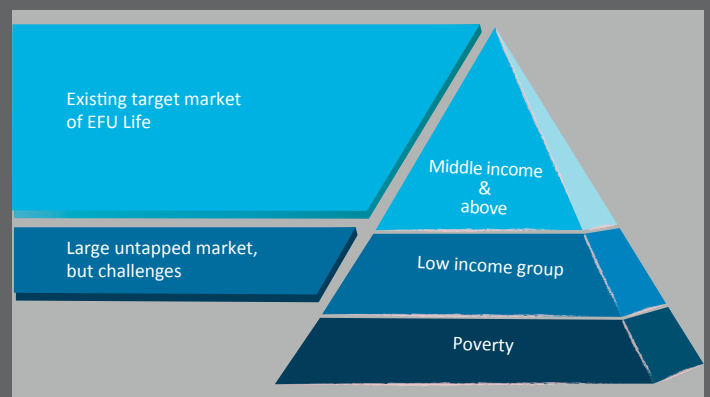 Existing target market
of EFU Life
Middle income
&
above
Large untapped market,
but challenges
Low income group
Poverty